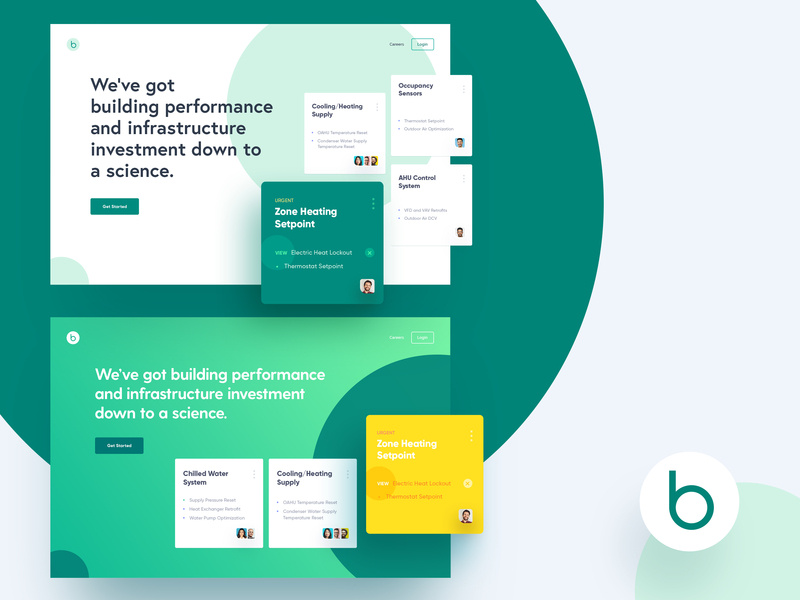 b
Careers
Login
We've got
building performance
and infrastructure
investment down to
a science.
Get Started
Cooling/Heating
Supply
OAHU Temperature Reset
Condenser Water Supply
Temperature Reset
Occupancy
Sensors
Thermostat Setpoint
Outdoor Air Optimization
AHU Control
System
VFD and VAV Retrofits
Outdoor Air DCV
URGENT
Zone Heating
Setpoint
VIEW Electric Heat Lockout
Thermostat Setpoint
b
Careers
Login
We've got building performance
and infrastructure investment
down to a science.
Get Started
Chilled Water
System
Supply Pressure Reset
Heat Exchanger Retrofit
Water Pump Optimization
Cooling/Heating
Supply
OAHU Temperature Reset
Condenser Water Supply
Temperature Reset
URGENT
Zone Heating
Setpoint
VIEW Electric Heat Lockout
Thermostat Setpoint
b